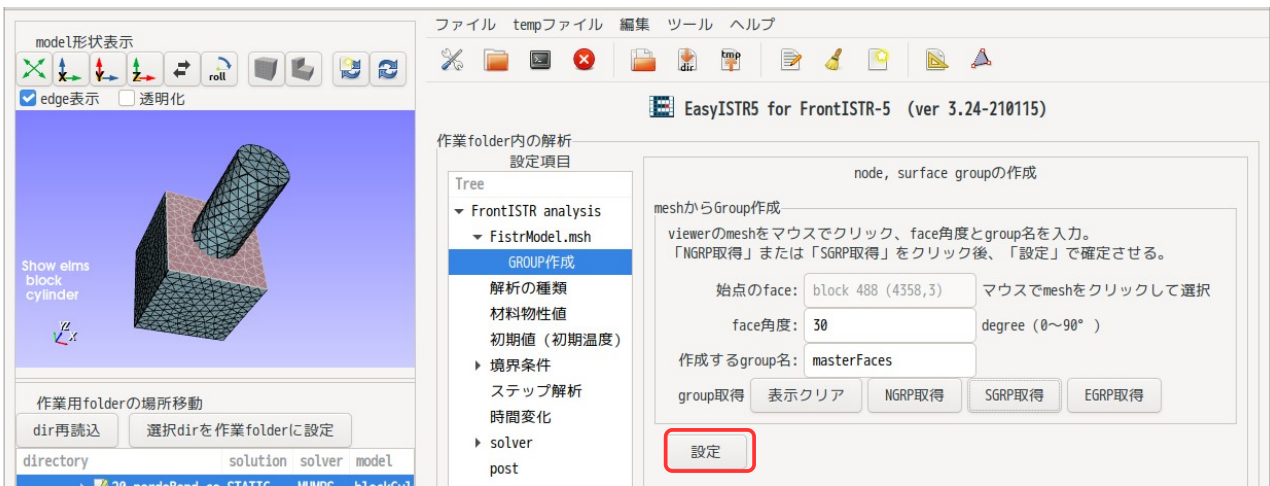 model形状表示
roll
edge表示 透明化
Show elms
block
cylinder
作業用folderの場所移動
dir再読込 選択dirを作業folderに設定
directory solution solver model
ファイル tempファイル 編集 ツール ヘルプ
dir tmp
EasyISTR5 for FrontISTR-5 (ver 3.24-210115)
作業folder内の解析
設定項目
Tree
FrontISTR analysis
FistrModel.msh
GROUP作成
解析の種類
材料物性値
初期値（初期温度）
境界条件
ステップ解析
時間変化
solver
post
node, surface groupの作成
meshからGroup作成
viewerのmeshをマウスでクリック、face角度とgroup名を入力。
「NGRP取得」または「SGRP取得」をクリック後、「設定」で確定させる。
始点のface: block 488 (4358,3) マウスでmeshをクリックして選択
face角度: 30 degree (0～90° )
作成するgroup名: masterFaces
group取得 表示クリア NGRP取得 SGRP取得 EGRP取得
設定